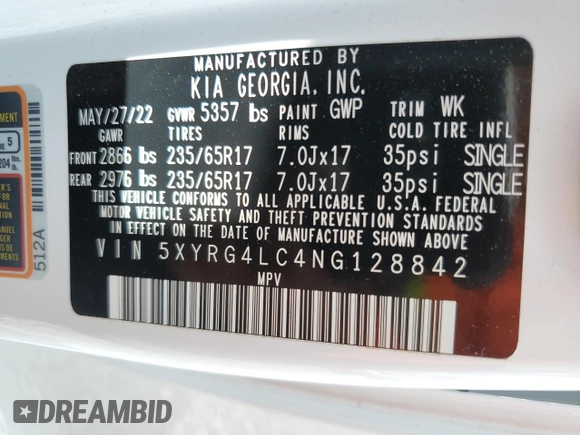 MANUFACTURED BY
KIA GEORGIA, INC.
MAY/27/22 GVWR 5357 lbs PAINT GWP TRIM WK
GAWR TIRES RIMS COLD TIRE INFL
FRONT 2866 lbs 235/65R17 7.0Jx17 35psi SINGLE
REAR 2976 lbs 235/65R17 7.0Jx17 35psi SINGLE
THIS VEHICLE CONFORMS TO ALL APPLICABLE U.S.A. FEDERAL
MOTOR VEHICLE SAFETY AND THEFT PREVENTION STANDARDS
IN EFFECT ON THE DATE OF MANUFACTURE SHOWN ABOVE.
VIN 5XYRG4LC4NG128842
MPV
5
204 lbs.
512A
DREAMBID